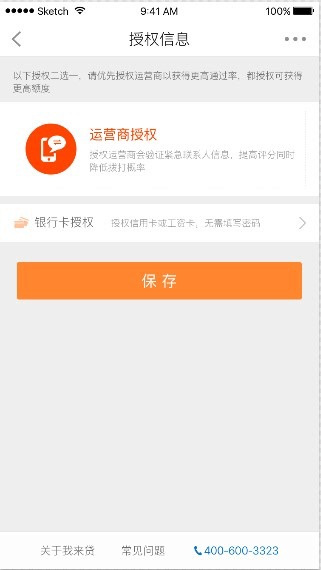 Sketch 9:41 AM 100%
授权信息
以下授权二选一，请优先授权运营商以获得更高通过率，都授权可获得
更高额度
运营商授权
授权运营商会验证紧急联系人信息，提高评分同时
降低拨打概率
银行卡授权 授权信用卡或工资卡，无需填写密码
保存
关于我来贷 常见问题 400-600-3323